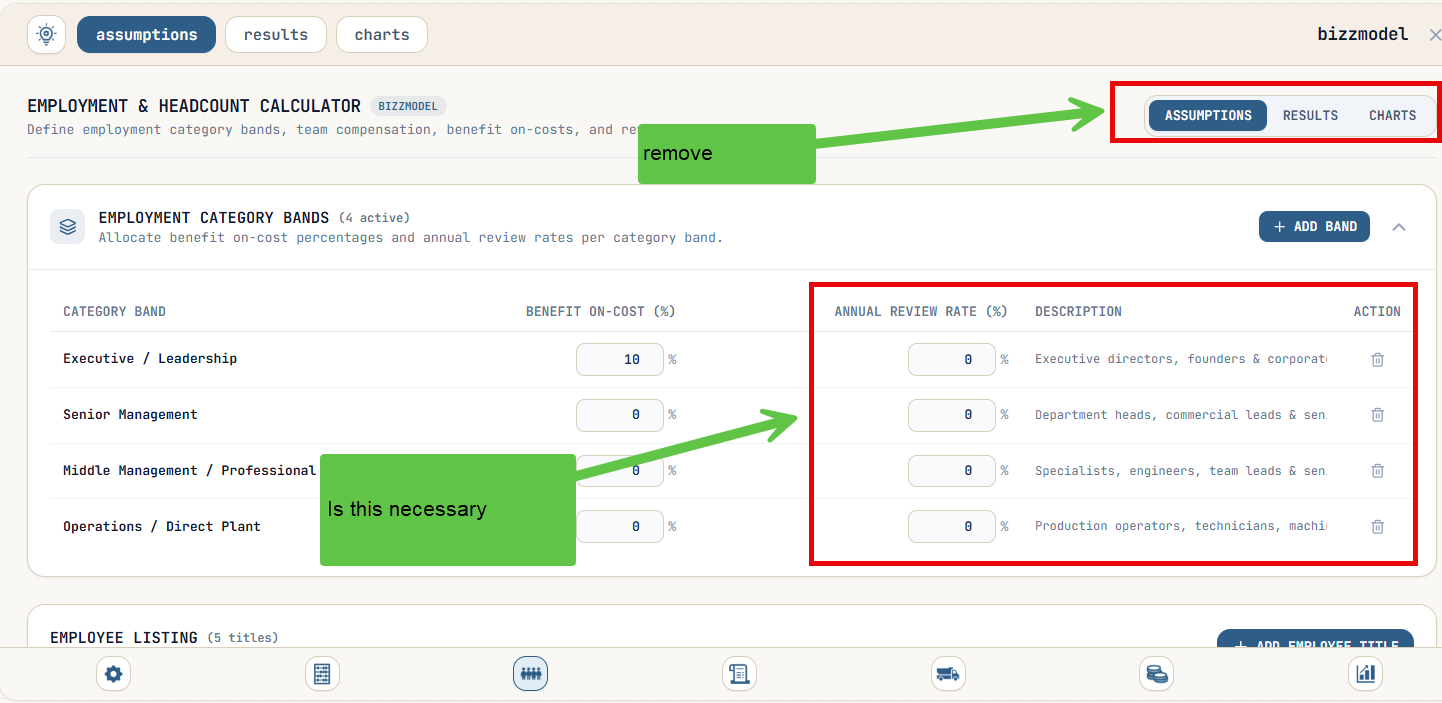 assumptions results charts bizzmodel
EMPLOYMENT & HEADCOUNT CALCULATOR BIZZMODEL
ASSUMPTIONS RESULTS CHARTS
Define employment category bands, team compensation, benefit on-costs, and re
remove
EMPLOYMENT CATEGORY BANDS (4 active)
Allocate benefit on-cost percentages and annual review rates per category band.
+ ADD BAND
CATEGORY BAND BENEFIT ON-COST (%) ANNUAL REVIEW RATE (%) DESCRIPTION ACTION
Executive / Leadership 10 % 0 % Executive directors, founders & corporat
Senior Management 0 % 0 % Department heads, commercial leads & sen
Middle Management / Professional 0 % 0 % Specialists, engineers, team leads & sen
Is this necessary
Operations / Direct Plant 0 % 0 % Production operators, technicians, machi
EMPLOYEE LISTING (5 titles)
+ ADD EMPLOYEE TITLE